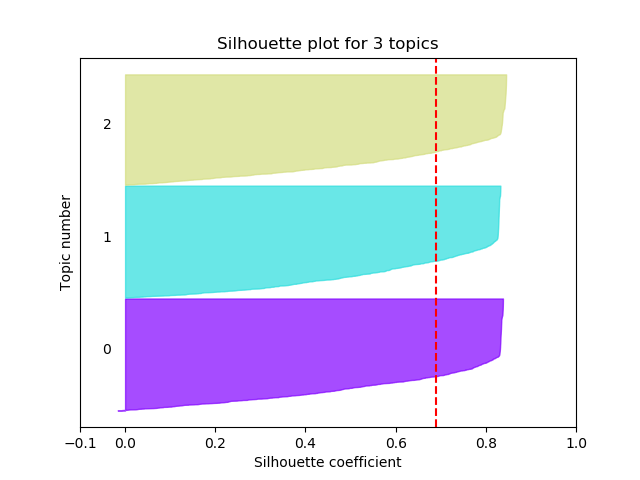 Silhouette plot for 3 topics
2
1
0
Topic number
−0.1 0.0 0.2 0.4 0.6 0.8 1.0
Silhouette coefficient